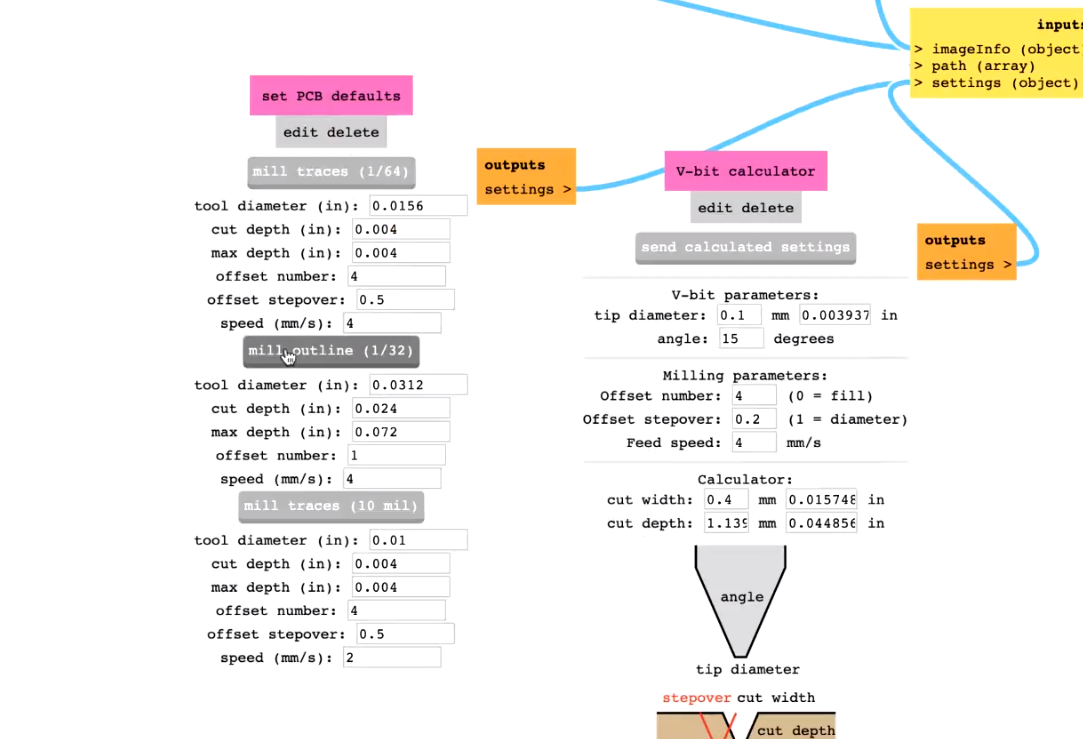 inputs
> imageInfo (object
> path (array)
> settings (object)
set PCB defaults
edit delete
mill traces (1/64)
tool diameter (in): 0.0156
cut depth (in): 0.004
max depth (in): 0.004
offset number: 4
offset stepover: 0.5
speed (mm/s): 4
mill outline (1/32)
tool diameter (in): 0.0312
cut depth (in): 0.024
max depth (in): 0.072
offset number: 1
speed (mm/s): 4
mill traces (10 mil)
tool diameter (in): 0.01
cut depth (in): 0.004
max depth (in): 0.004
offset number: 4
offset stepover: 0.5
speed (mm/s): 2
outputs
settings >
V-bit calculator
edit delete
send calculated settings
V-bit parameters:
tip diameter: 0.1 mm 0.003937 in
angle: 15 degrees
Milling parameters:
Offset number: 4 (0 = fill)
Offset stepover: 0.2 (1 = diameter)
Feed speed: 4 mm/s
Calculator:
cut width: 0.4 mm 0.015748 in
cut depth: 1.139 mm 0.044856 in
angle
tip diameter
stepover cut width
cut depth
outputs
settings >